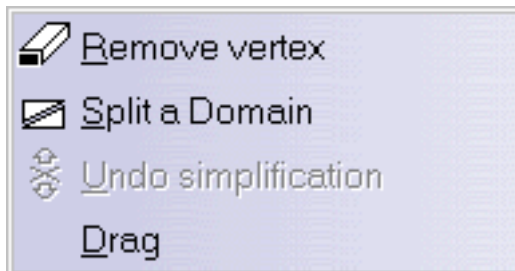 Remove vertex
Split a Domain
Undo simplification
Drag